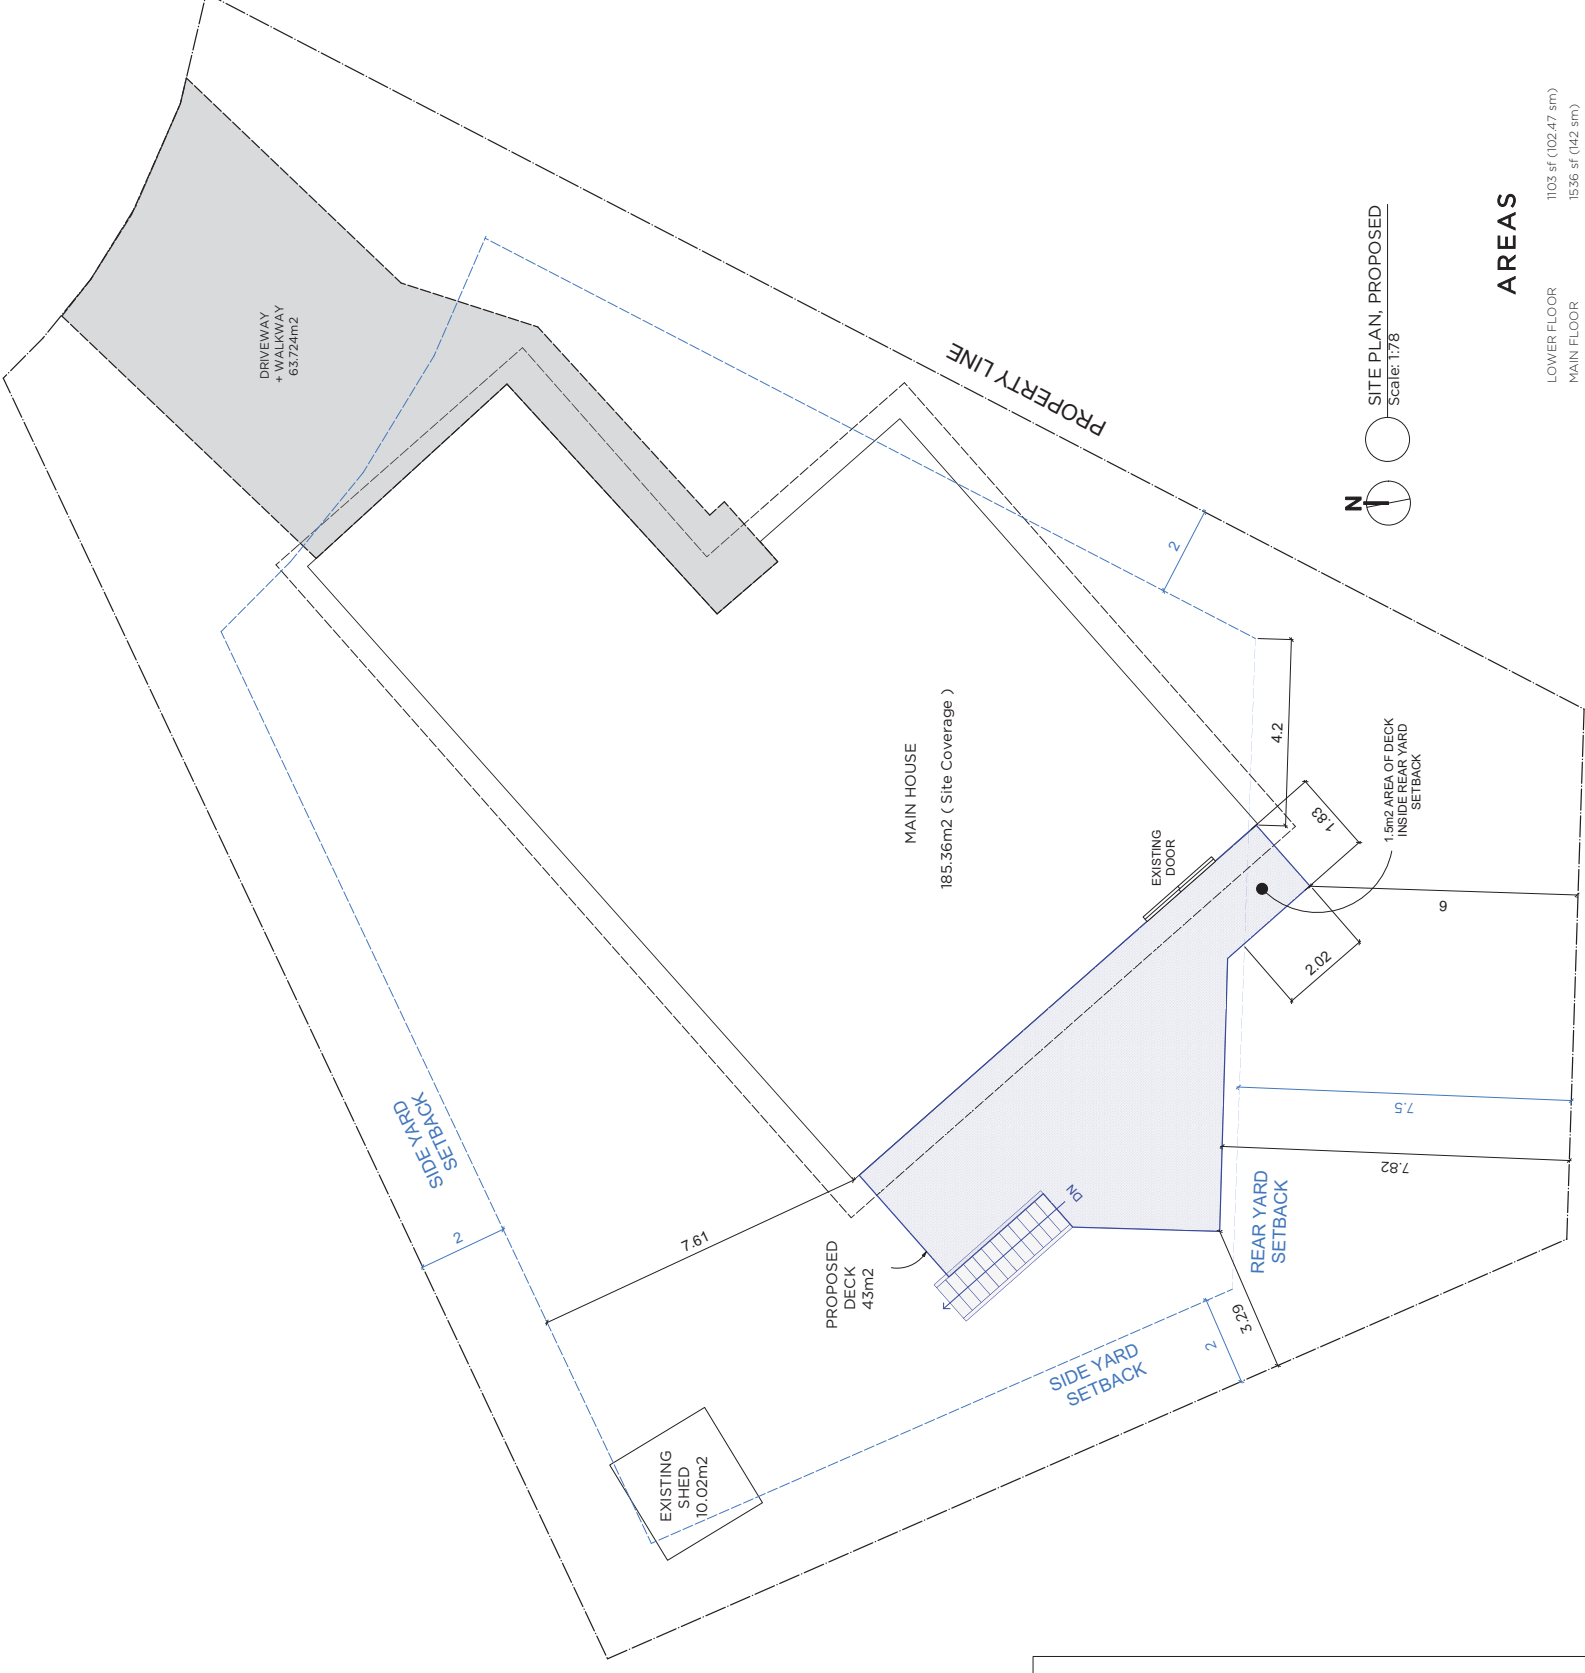 DRIVEWAY
+ WALKWAY
63.724m2
PROPERTY LINE
SITE PLAN, PROPOSED
Scale: 1:78
N
AREAS
LOWER FLOOR 1103 sf (102.47 sm)
MAIN FLOOR 1536 sf (142 sm)
2
MAIN HOUSE
185.36m2 ( Site Coverage )
4.2
EXISTING
DOOR
1.83
1.5m2 AREA OF DECK
INSIDE REAR YARD
SETBACK
6
2.02
7.5
7.82
SIDE YARD
SETBACK
2
7.61
PROPOSED
DECK
43m2
DN
REAR YARD
SETBACK
3.29
2
SIDE YARD
SETBACK
EXISTING
SHED
10.02m2